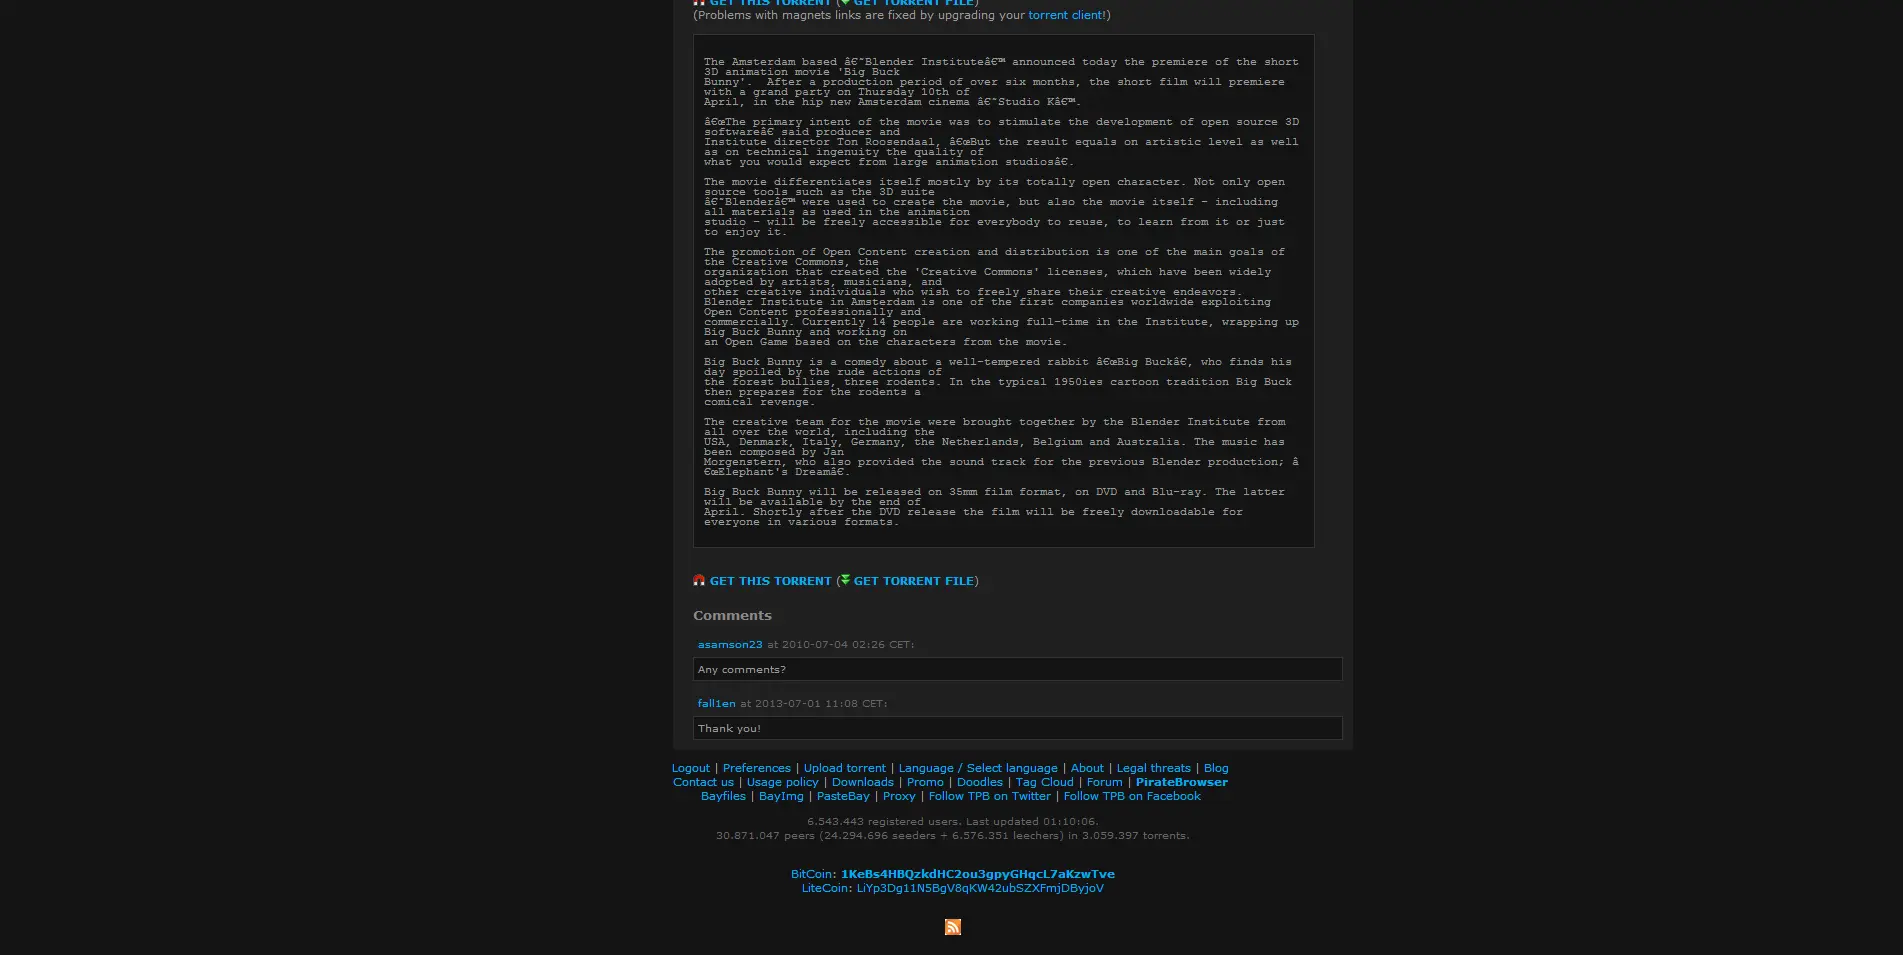 GET THIS TORRENT (GET TORRENT FILE)
(Problems with magnets links are fixed by upgrading your torrent client!)
The Amsterdam based â€˜Blender Instituteâ€™ announced today the premiere of the short
3D animation movie 'Big Buck
Bunny'.  After a production period of over six months, the short film will premiere
with a grand party on Thursday 10th of
April, in the hip new Amsterdam cinema â€˜Studio Kâ€™.
â€œThe primary intent of the movie was to stimulate the development of open source 3D
softwareâ€ said producer and
Institute director Ton Roosendaal, â€œBut the result equals on artistic level as well
as on technical ingenuity the quality of
what you would expect from large animation studiosâ€.
The movie differentiates itself mostly by its totally open character. Not only open
source tools such as the 3D suite
â€˜Blenderâ€™ were used to create the movie, but also the movie itself - including
all materials as used in the animation
studio - will be freely accessible for everybody to reuse, to learn from it or just
to enjoy it.
The promotion of Open Content creation and distribution is one of the main goals of
the Creative Commons, the
organization that created the 'Creative Commons' licenses, which have been widely
adopted by artists, musicians, and
other creative individuals who wish to freely share their creative endeavors.
Blender Institute in Amsterdam is one of the first companies worldwide exploiting
Open Content professionally and
commercially. Currently 14 people are working full-time in the Institute, wrapping up
Big Buck Bunny and working on
an Open Game based on the characters from the movie.
Big Buck Bunny is a comedy about a well-tempered rabbit â€œBig Buckâ€, who finds his
day spoiled by the rude actions of
the forest bullies, three rodents. In the typical 1950ies cartoon tradition Big Buck
then prepares for the rodents a
comical revenge.
The creative team for the movie were brought together by the Blender Institute from
all over the world, including the
USA, Denmark, Italy, Germany, the Netherlands, Belgium and Australia. The music has
been composed by Jan
Morgenstern, who also provided the sound track for the previous Blender production; â
€œElephant's Dreamâ€.
Big Buck Bunny will be released on 35mm film format, on DVD and Blu-ray. The latter
will be available by the end of
April. Shortly after the DVD release the film will be freely downloadable for
everyone in various formats.
GET THIS TORRENT (GET TORRENT FILE)
Comments
asamson23 at 2010-07-04 02:26 CET:
Any comments?
fall1en at 2013-07-01 11:08 CET:
Thank you!
Logout | Preferences | Upload torrent | Language / Select language | About | Legal threats | Blog
Contact us | Usage policy | Downloads | Promo | Doodles | Tag Cloud | Forum | PirateBrowser
Bayfiles | BayImg | PasteBay | Proxy | Follow TPB on Twitter | Follow TPB on Facebook
6.543.443 registered users. Last updated 01:10:06.
30.871.047 peers (24.294.696 seeders + 6.576.351 leechers) in 3.059.397 torrents.
BitCoin: 1KeBs4HBQzkdHC2ou3gpyGHqcL7aKzwTve
LiteCoin: LiYp3Dg11N5BgV8qKW42ubSZXFmjDByjoV